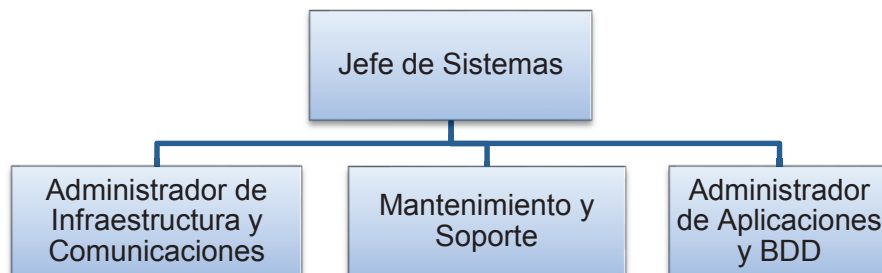 Jefe de Sistemas
Administrador de
Infraestructura y
Comunicaciones
Mantenimiento y
Soporte
Administrador
de Aplicaciones
y BDD